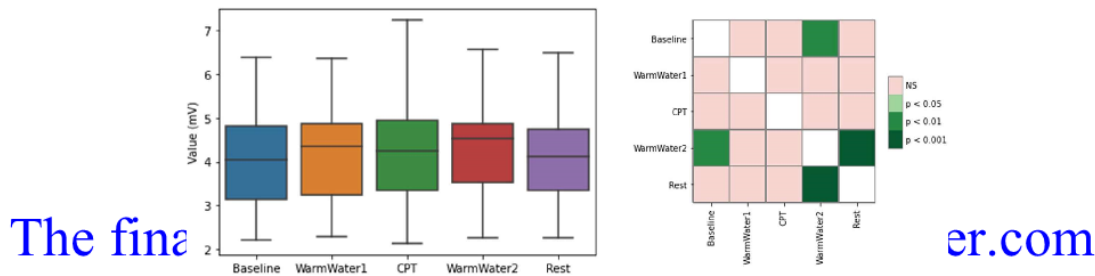 7
6
5
4
3
2
Value (mV)
Baseline WarmWater1 CPT WarmWater2 Rest
Baseline
WarmWater1
CPT
WarmWater2
Rest
Baseline WarmWater1 CPT WarmWater2 Rest
NS
p < 0.05
p < 0.01
p < 0.001
The er.com